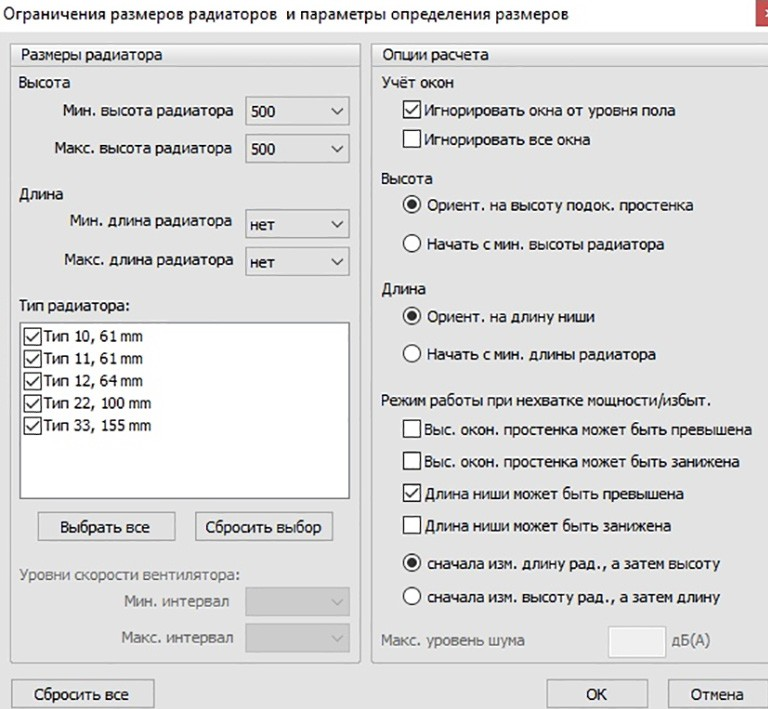 Ограничения размеров радиаторов и параметры определения размеров
Размеры радиатора
Высота
Мин. высота радиатора 500
Макс. высота радиатора 500
Длина
Мин. длина радиатора нет
Макс. длина радиатора нет
Тип радиатора:
Тип 10, 61 mm
Тип 11, 61 mm
Тип 12, 64 mm
Тип 22, 100 mm
Тип 33, 155 mm
Выбрать все Сбросить выбор
Уровни скорости вентилятора:
Мин. интервал
Макс. интервал
Опции расчета
Учёт окон
Игнорировать окна от уровня пола
Игнорировать все окна
Высота
Ориент. на высоту подок. простенка
Начать с мин. высоты радиатора
Длина
Ориент. на длину ниши
Начать с мин. длины радиатора
Режим работы при нехватке мощности/избыт.
Выс. окон. простенка может быть превышена
Выс. окон. простенка может быть занижена
Длина ниши может быть превышена
Длина ниши может быть занижена
сначала изм. длину рад., а затем высоту
сначала изм. высоту рад., а затем длину
Макс. уровень шума дБ(А)
Сбросить все ОК Отмена